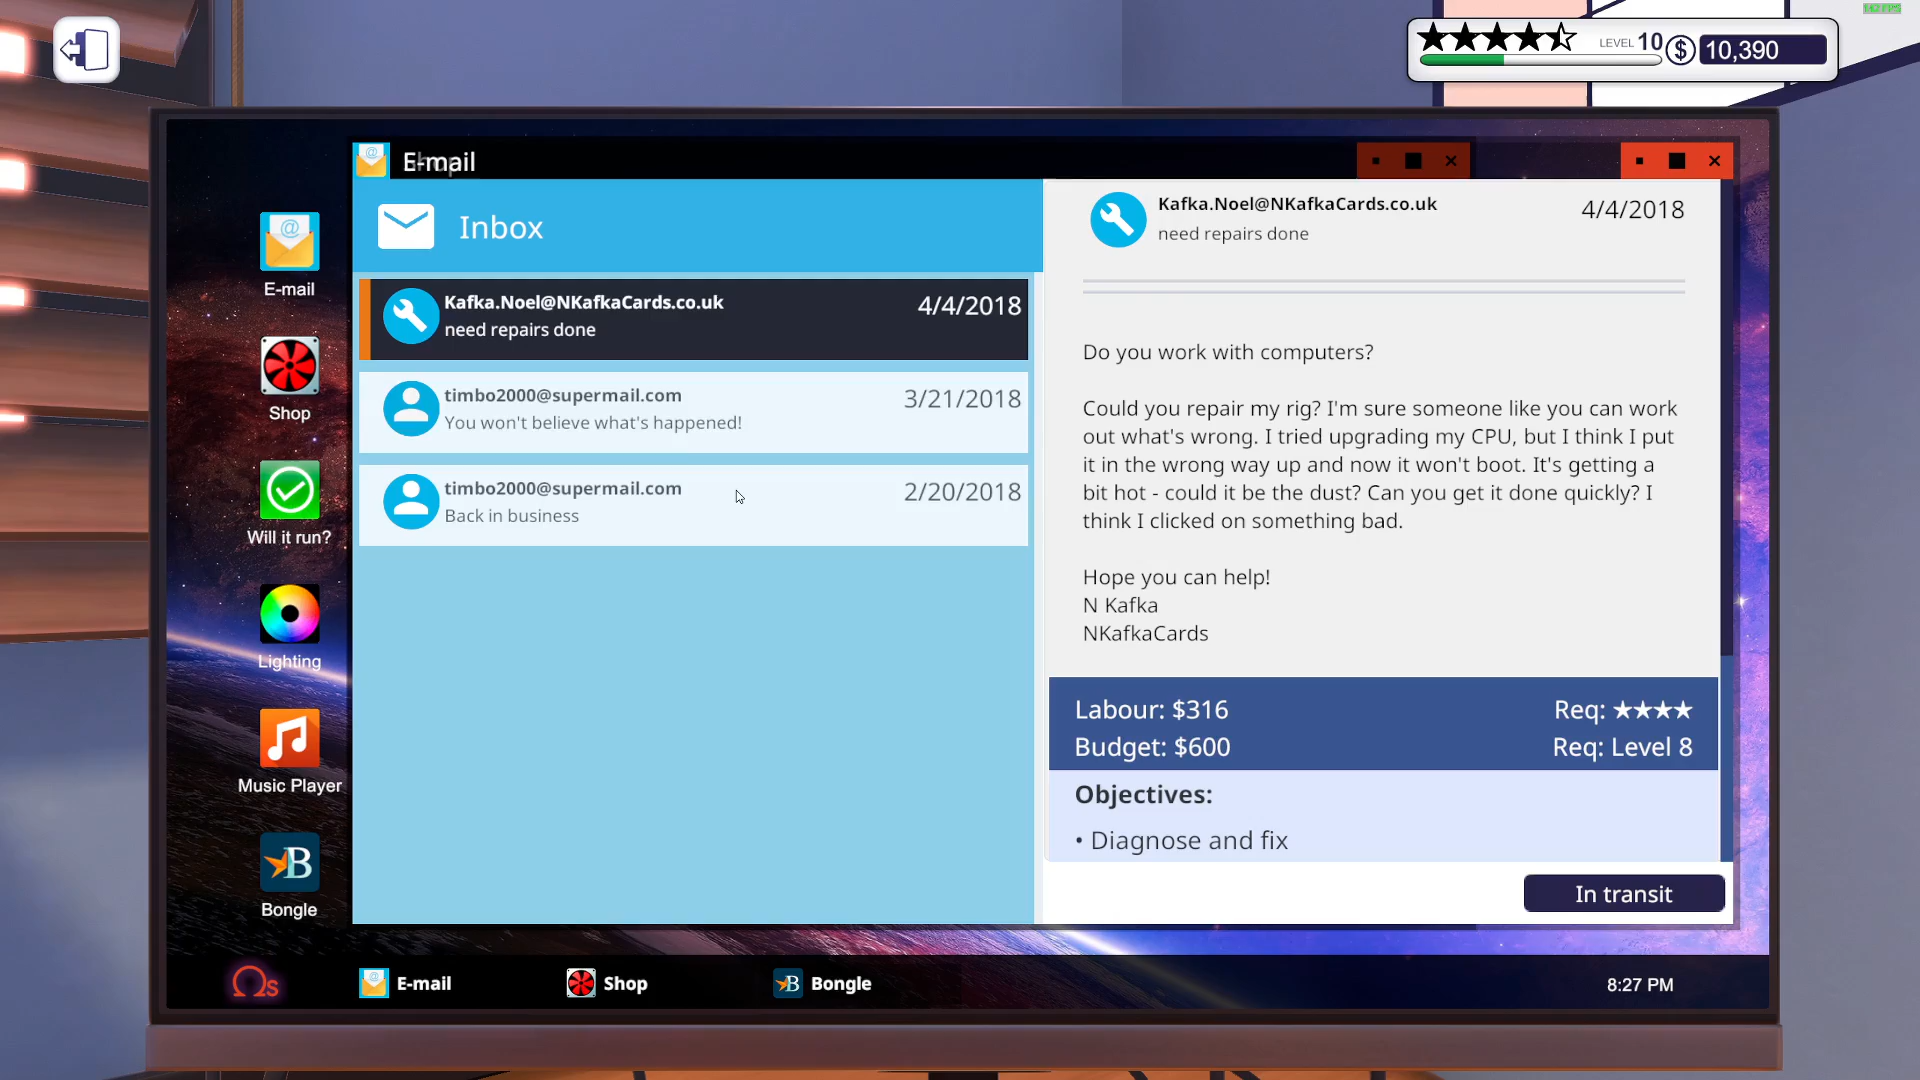 142 FPS
LEVEL 10
$ 10,390
E-mail
Inbox
Kafka.Noel@NKafkaCards.co.uk 4/4/2018
need repairs done
timbo2000@supermail.com 3/21/2018
You won't believe what's happened!
timbo2000@supermail.com 2/20/2018
Back in business
Kafka.Noel@NKafkaCards.co.uk 4/4/2018
need repairs done
Do you work with computers?
Could you repair my rig? I'm sure someone like you can work
out what's wrong. I tried upgrading my CPU, but I think I put
it in the wrong way up and now it won't boot. It's getting a
bit hot - could it be the dust? Can you get it done quickly? I
think I clicked on something bad.
Hope you can help!
N Kafka
NKafkaCards
Labour: $316 Req: ★★★★
Budget: $600 Req: Level 8
Objectives:
• Diagnose and fix
In transit
E-mail
Shop
Will it run?
Lighting
Music Player
B
Bongle
Ωs
E-mail
Shop
B Bongle
8:27 PM